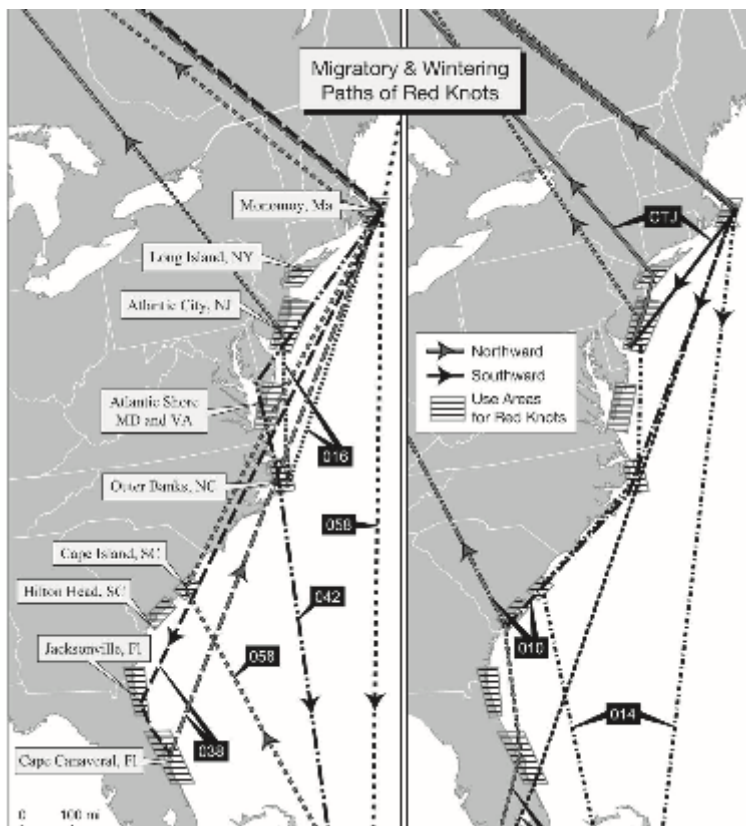 Migratory & Wintering
Paths of Red Knots
Monomoy, Ma
Long Island, NY
Atlantic City, NJ
Atlantic Shore
MD and VA
Outer Banks, NC
Cape Island, SC
Hilton Head, SC
Jacksonville, Fl
Cape Canaveral, Fl
016
058
042
058
038
0 100 mi
CTJ
Northward
Southward
Use Areas
for Red Knots
010
014